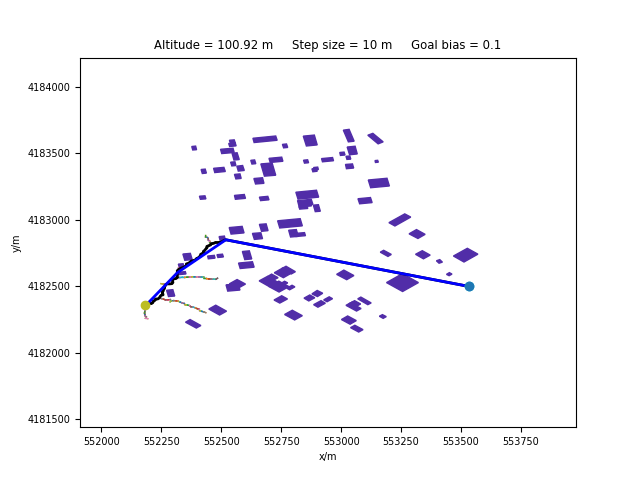 Altitude = 100.92 m     Step size = 10 m     Goal bias = 0.1
4184000
4183500
4183000
4182500
4182000
4181500
y/m
552000 552250 552500 552750 553000 553250 553500 553750
x/m